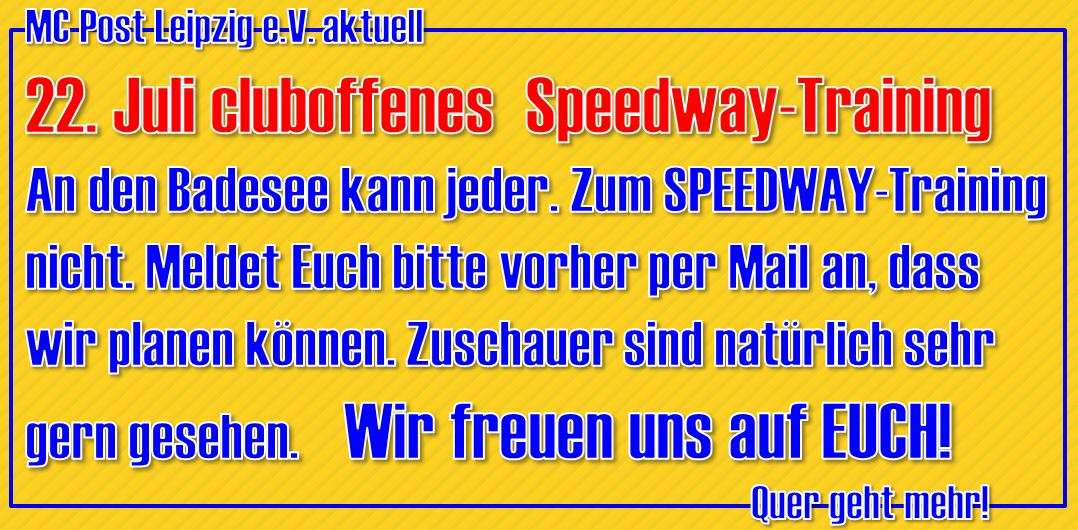 MC Post Leipzig e.V. aktuell
22. Juli cluboffenes Speedway-Training
An den Badesee kann jeder. Zum SPEEDWAY-Training
nicht. Meldet Euch bitte vorher per Mail an, dass
wir planen können. Zuschauer sind natürlich sehr
gern gesehen. Wir freuen uns auf EUCH!
Quer geht mehr!